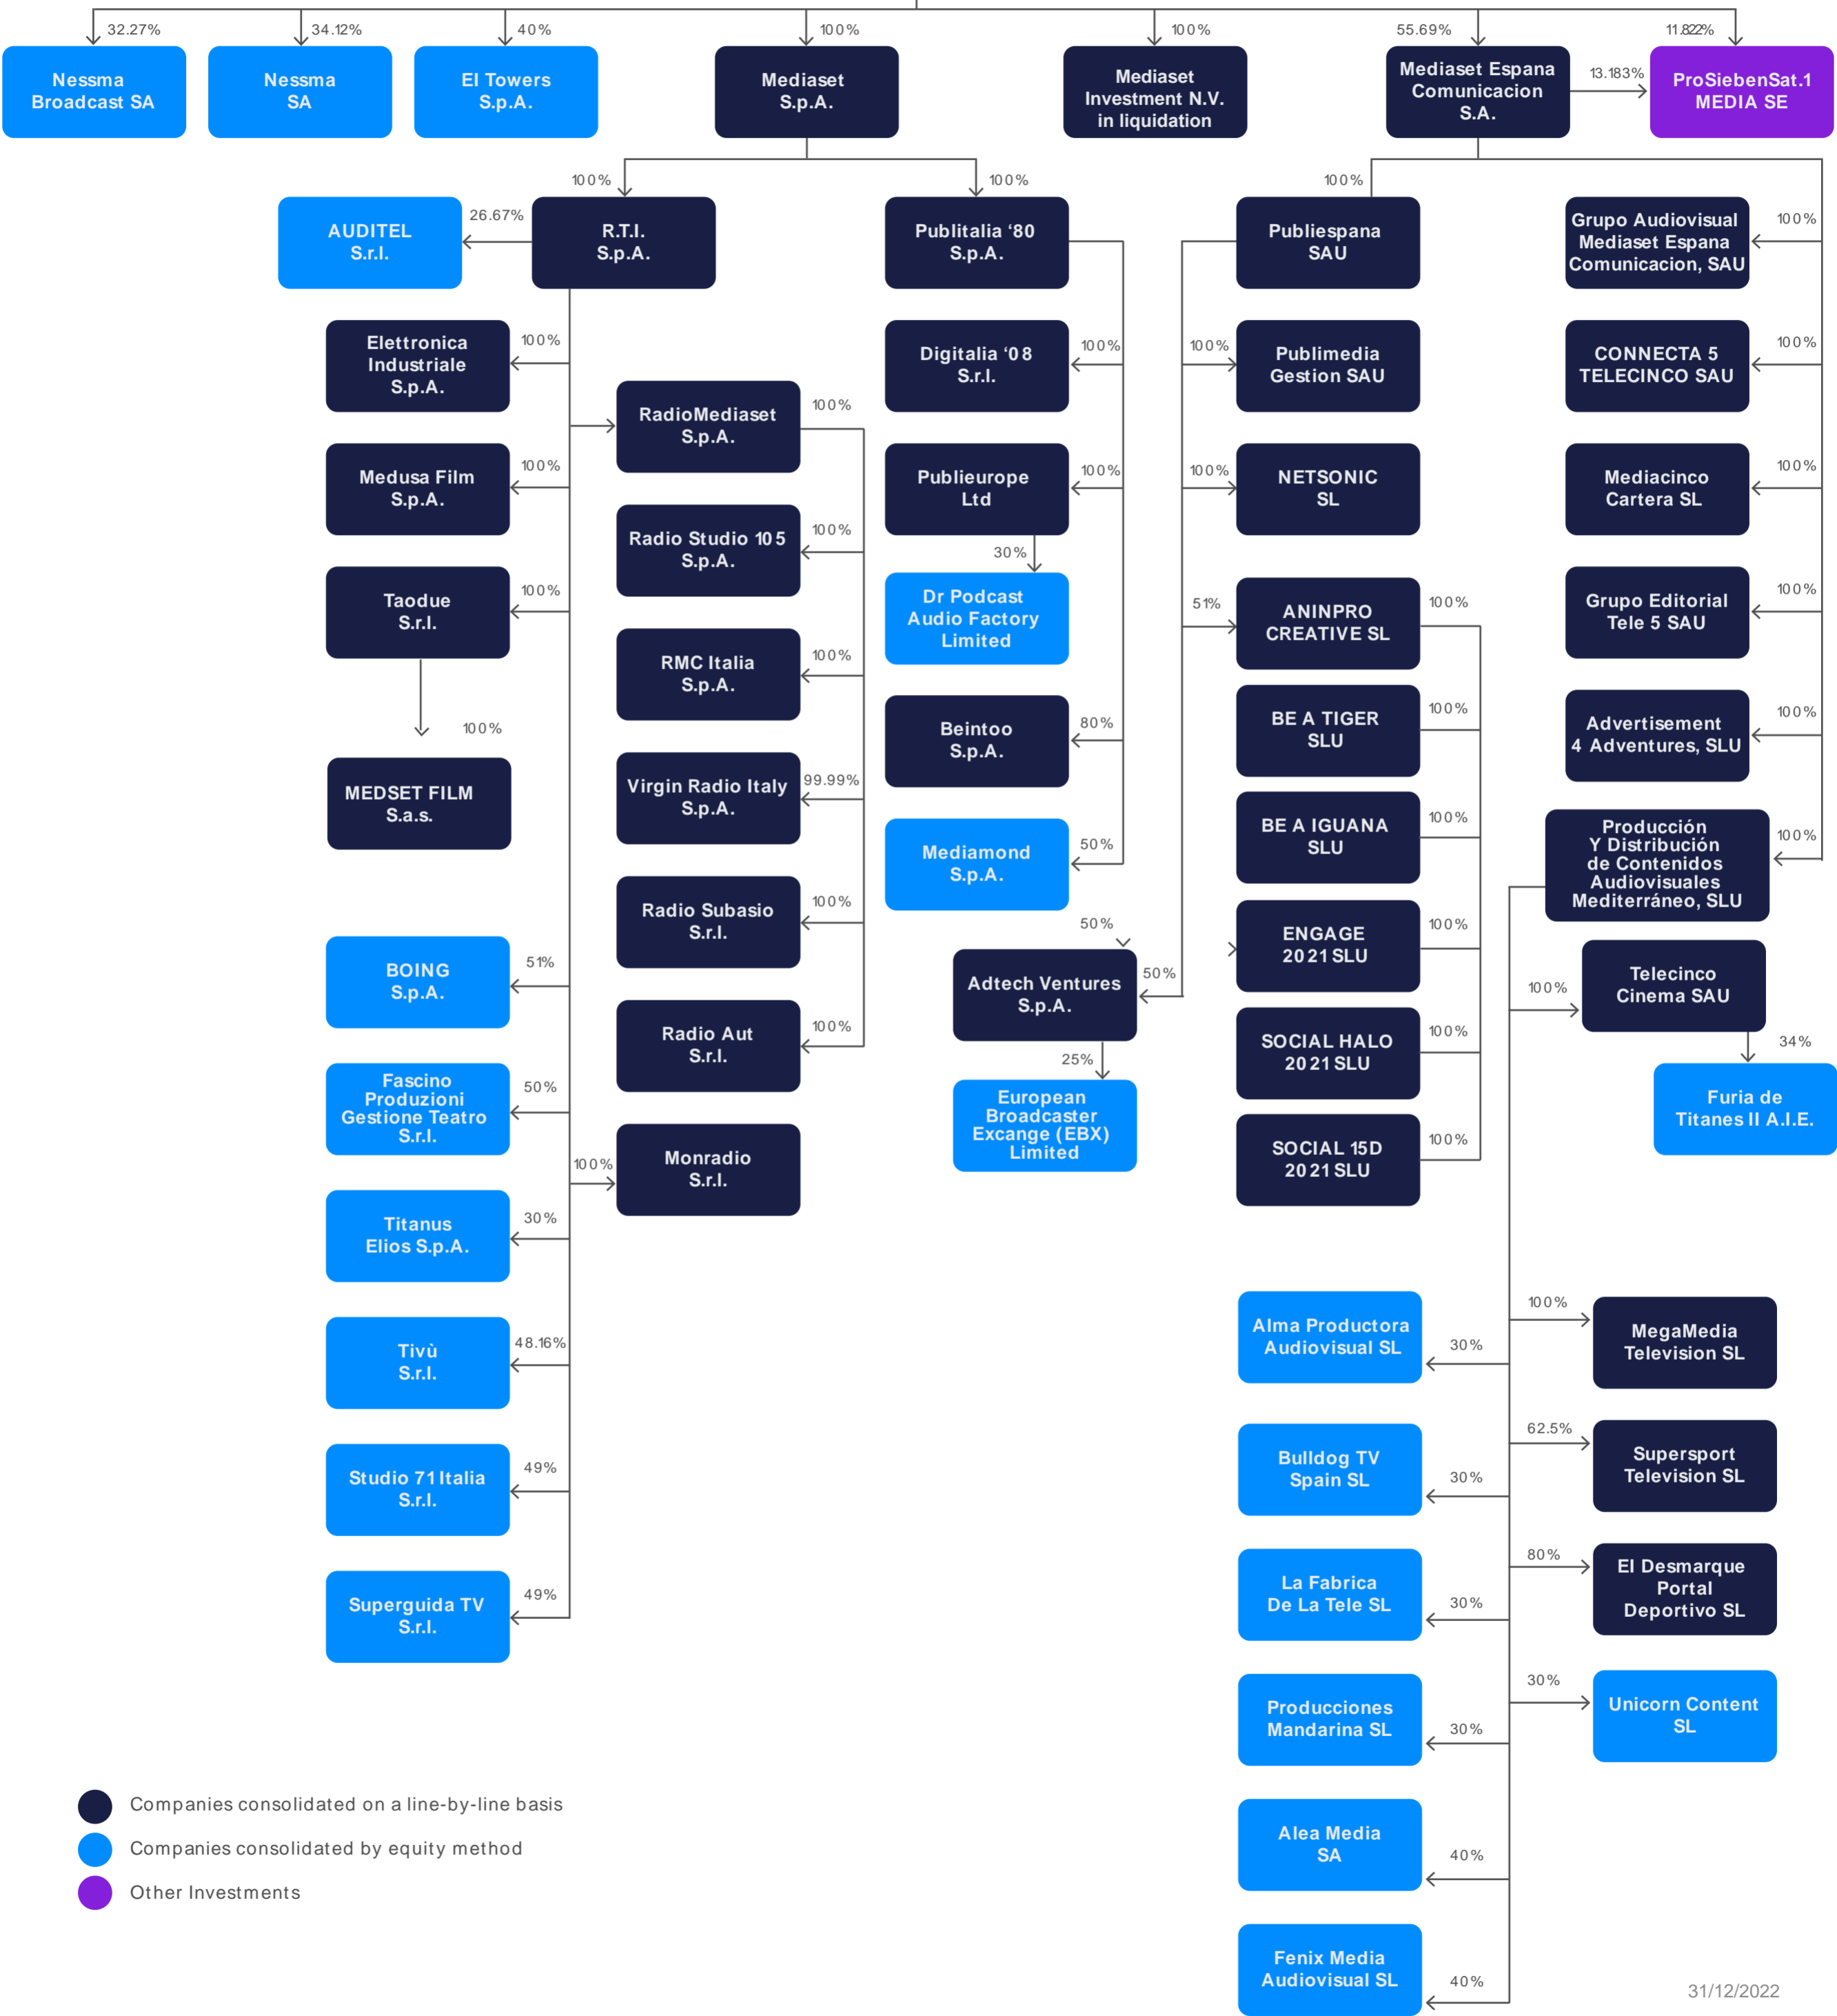 32.27%
34.12%
40%
100%
100%
55.69%
Nessma
Broadcast SA
Nessma
SA
EI Towers
S.p.A.
Mediaset
S.p.A.
Mediaset
Investment N.V.
in liquidation
Mediaset Espana
Comunicacion
S.A.
13.183%
ProSiebenSat.1
MEDIA SE
100%
100%
100%
AUDITEL
S.r.l.
26.67%
R.T.I.
S.p.A.
Publitalia ‘80
S.p.A.
Publiespana
SAU
Grupo Audiovisual
Mediaset Espana
Comunicacion, SAU
100%
Elettronica
Industriale
S.p.A.
100%
RadioMediaset
S.p.A.
100%
Digitalia ‘08
S.r.l.
100%
100%
Publimedia
Gestion SAU
CONNECTA 5
TELECINCO SAU
100%
Medusa Film
S.p.A.
100%
Publieurope
Ltd
100%
100%
NETSONIC
SL
Mediacinco
Cartera SL
100%
Radio Studio 105
S.p.A.
100%
30%
Taodue
S.r.l.
100%
Dr Podcast
Audio Factory
Limited
51%
ANINPRO
CREATIVE SL
100%
Grupo Editorial
Tele 5 SAU
100%
RMC Italia
S.p.A.
100%
100%
Beintoo
S.p.A.
80%
BE A TIGER
SLU
100%
Advertisement
4 Adventures, SLU
100%
MEDSET FILM
S.a.s.
Virgin Radio Italy
S.p.A.
99.99%
Mediamond
S.p.A.
50%
BE A IGUANA
SLU
100%
Producción
Y Distribución
de Contenidos
Audiovisuales
Mediterráneo, SLU
100%
Radio Subasio
S.r.l.
100%
50%
ENGAGE
2021 SLU
100%
BOING
S.p.A.
51%
Adtech Ventures
S.p.A.
50%
100%
Telecinco
Cinema SAU
Radio Aut
S.r.l.
100%
25%
SOCIAL HALO
2021 SLU
100%
34%
Fascino
Produzioni
Gestione Teatro
S.r.l.
50%
European
Broadcaster
Excange (EBX)
Limited
Furia de
Titanes II A.I.E.
100%
Monradio
S.r.l.
SOCIAL 15D
2021 SLU
100%
Titanus
Elios S.p.A.
30%
Tivù
S.r.l.
48.16%
Alma Productora
Audiovisual SL
30%
100%
MegaMedia
Television SL
Studio 71 Italia
S.r.l.
49%
Bulldog TV
Spain SL
30%
62.5%
Supersport
Television SL
Superguida TV
S.r.l.
49%
La Fabrica
De La Tele SL
30%
80%
El Desmarque
Portal
Deportivo SL
Producciones
Mandarina SL
30%
30%
Unicorn Content
SL
Companies consolidated on a line-by-line basis
Companies consolidated by equity method
Other Investments
Alea Media
SA
40%
Fenix Media
Audiovisual SL
40%
31/12/2022